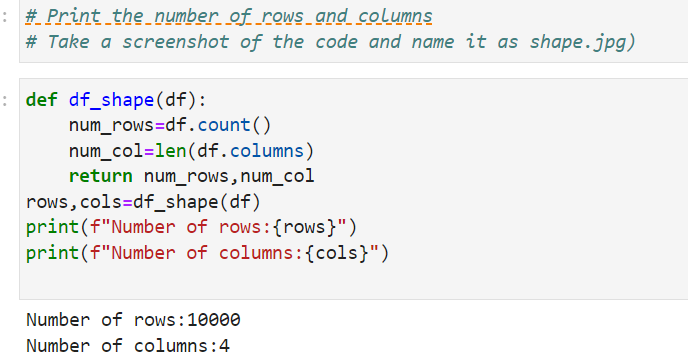 # Print the number of rows and columns
# Take a screenshot of the code and name it as shape.jpg)
def df_shape(df):
    num_rows=df.count()
    num_col=len(df.columns)
    return num_rows,num_col
rows,cols=df_shape(df)
print(f"Number of rows:{rows}")
print(f"Number of columns:{cols}")
Number of rows:10000
Number of columns:4